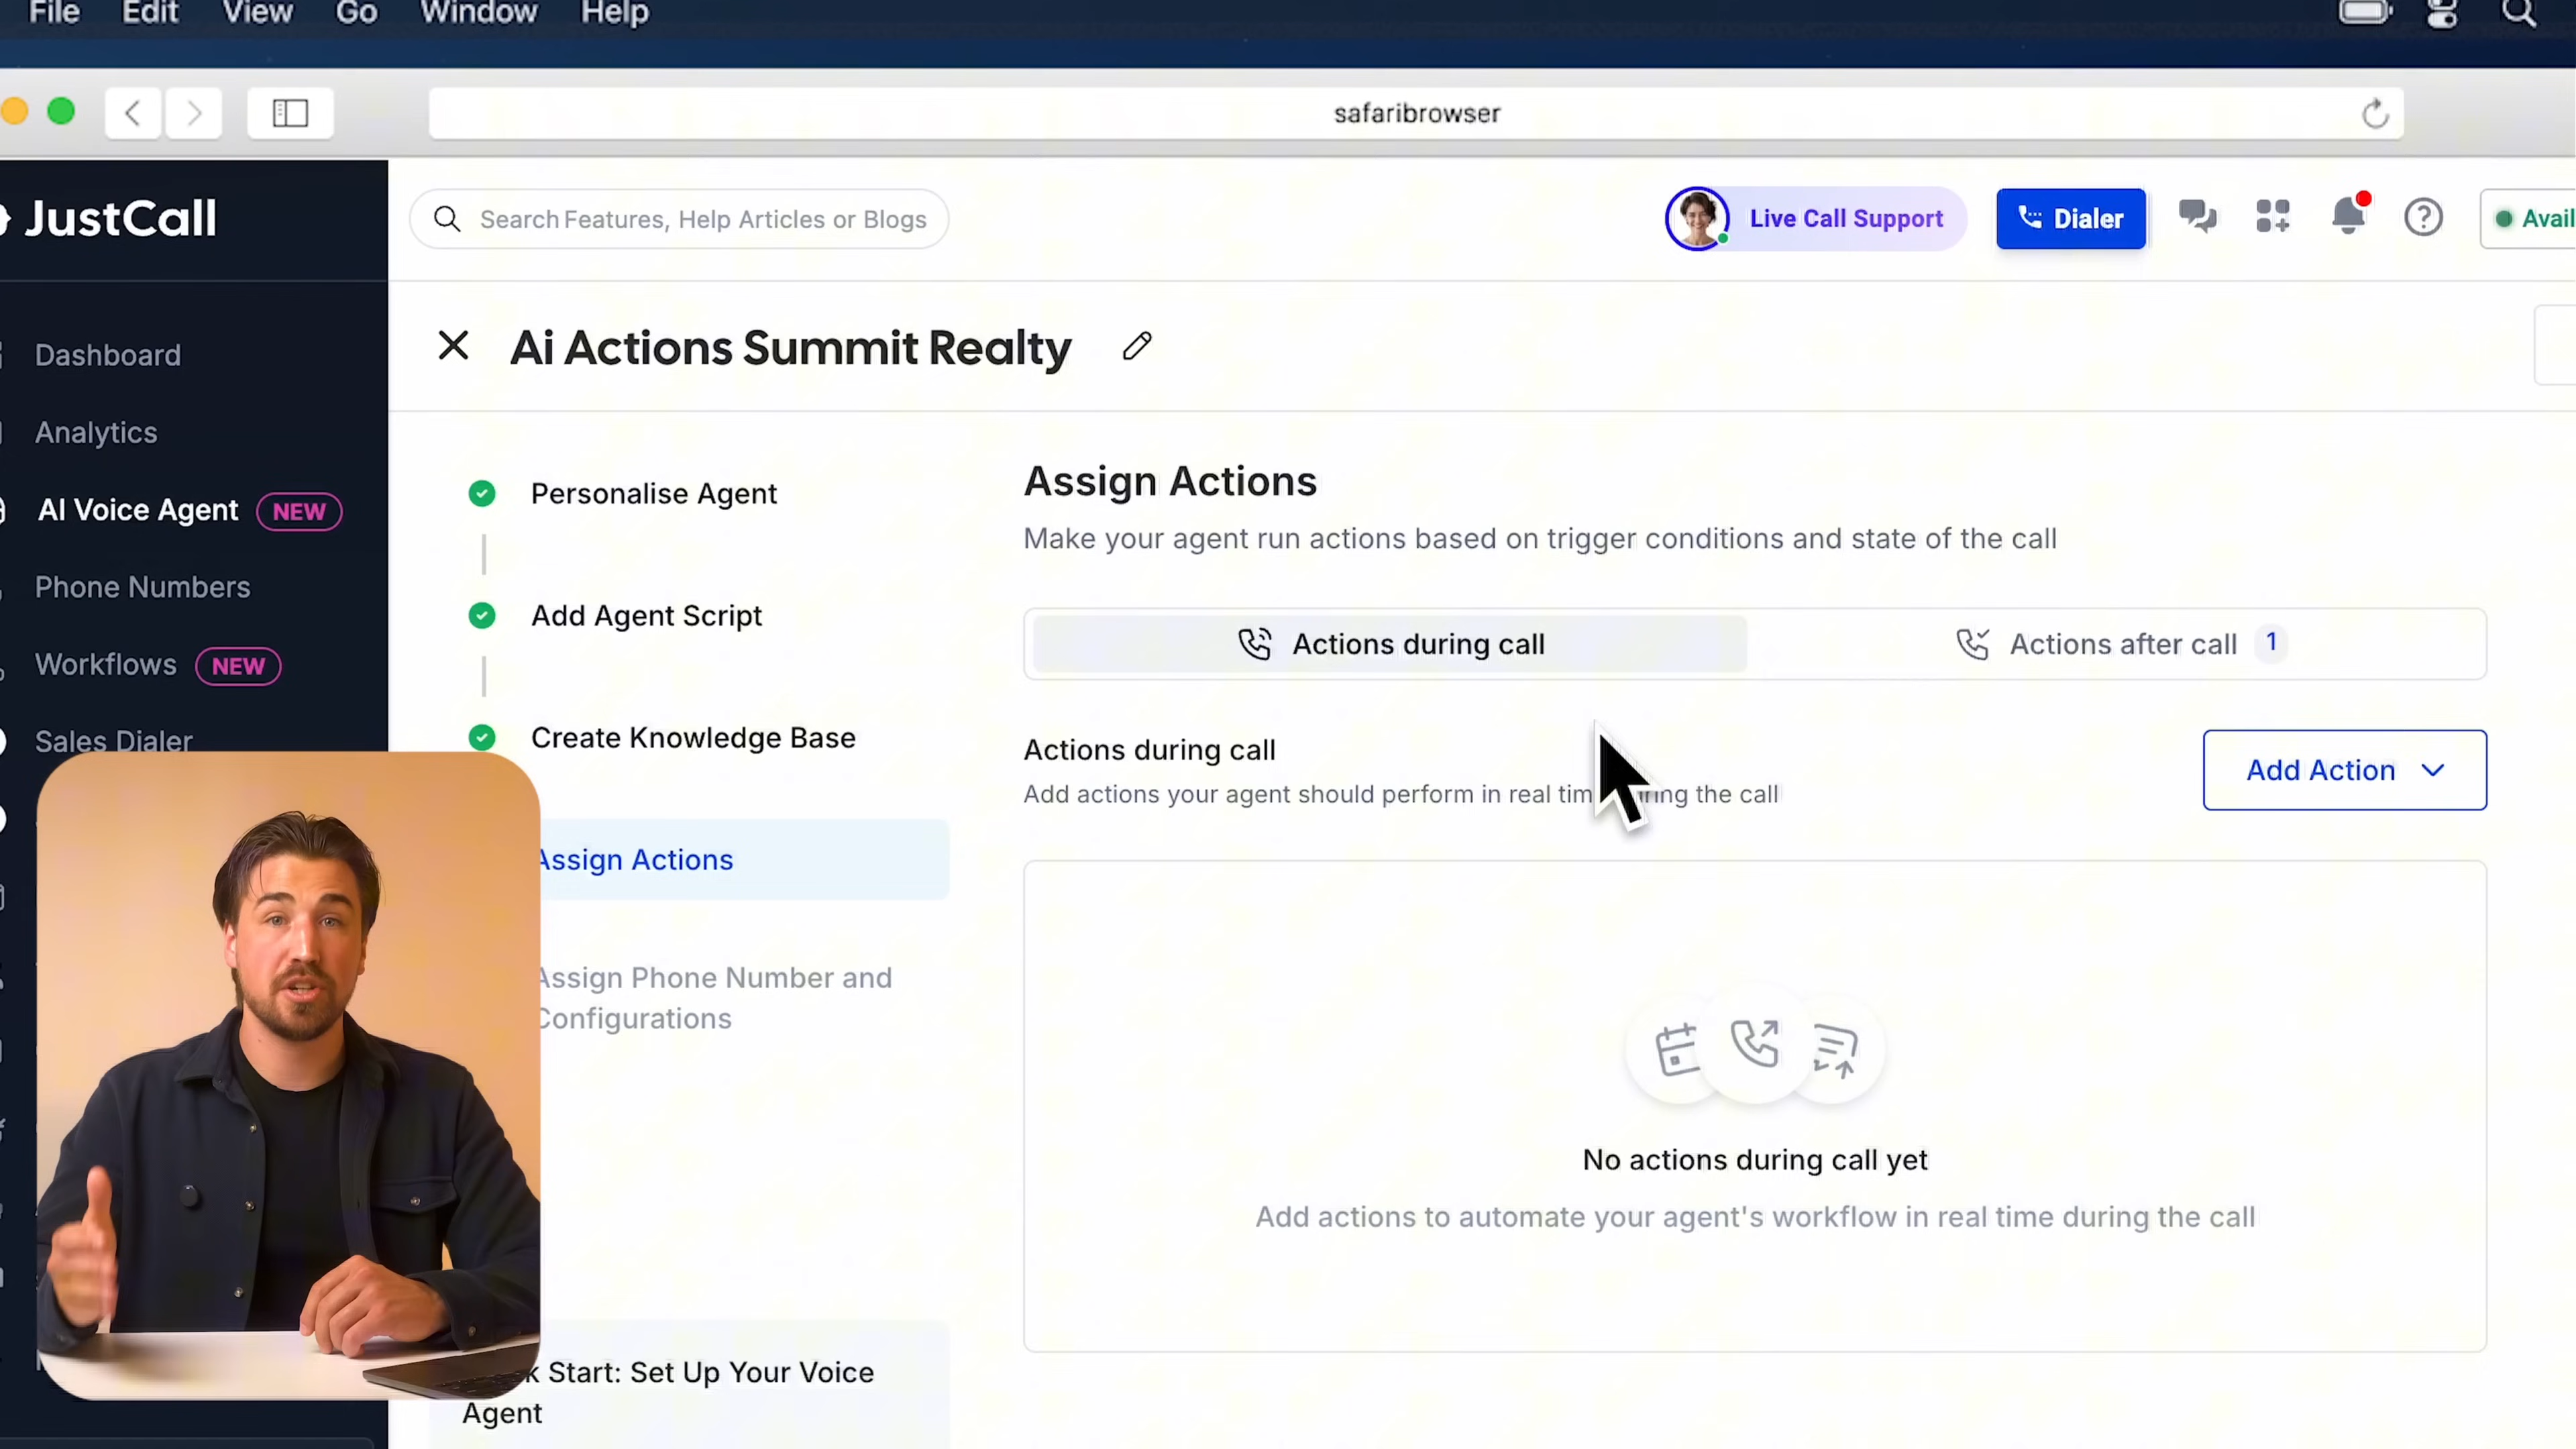 File Edit View Go Window Help
safaribrowser
JustCall
Search Features, Help Articles or Blogs
Live Call Support
Dialer
Dashboard
Analytics
AI Voice Agent NEW
Phone Numbers
Workflows NEW
Sales Dialer
Ai Actions Summit Realty
Personalise Agent
Add Agent Script
Create Knowledge Base
Assign Actions
Assign Phone Number and
Configurations
Start: Set Up Your Voice
Agent
Assign Actions
Make your agent run actions based on trigger conditions and state of the call
Actions during call
Actions after call 1
Actions during call
Add actions your agent should perform in real the call
Add Action
No actions during call yet
Add actions to automate your agent's workflow in real time during the call